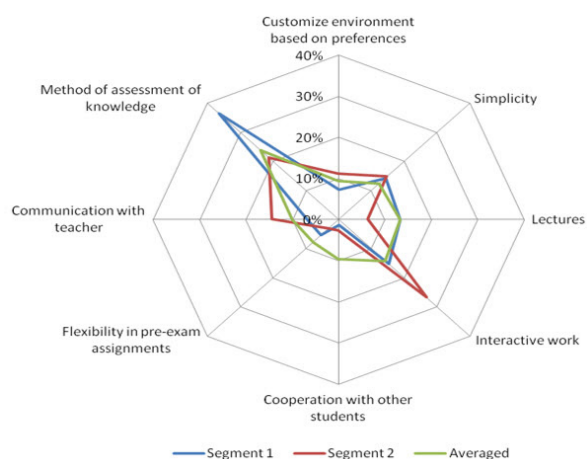 Customize environment
based on preferences
40%
30%
20%
10%
0%
Method of assessment of
knowledge
Simplicity
Communication with
teacher
Lectures
Flexibility in pre-exam
assignments
Interactive work
Cooperation with other
students
Segment 1
Segment 2
Averaged